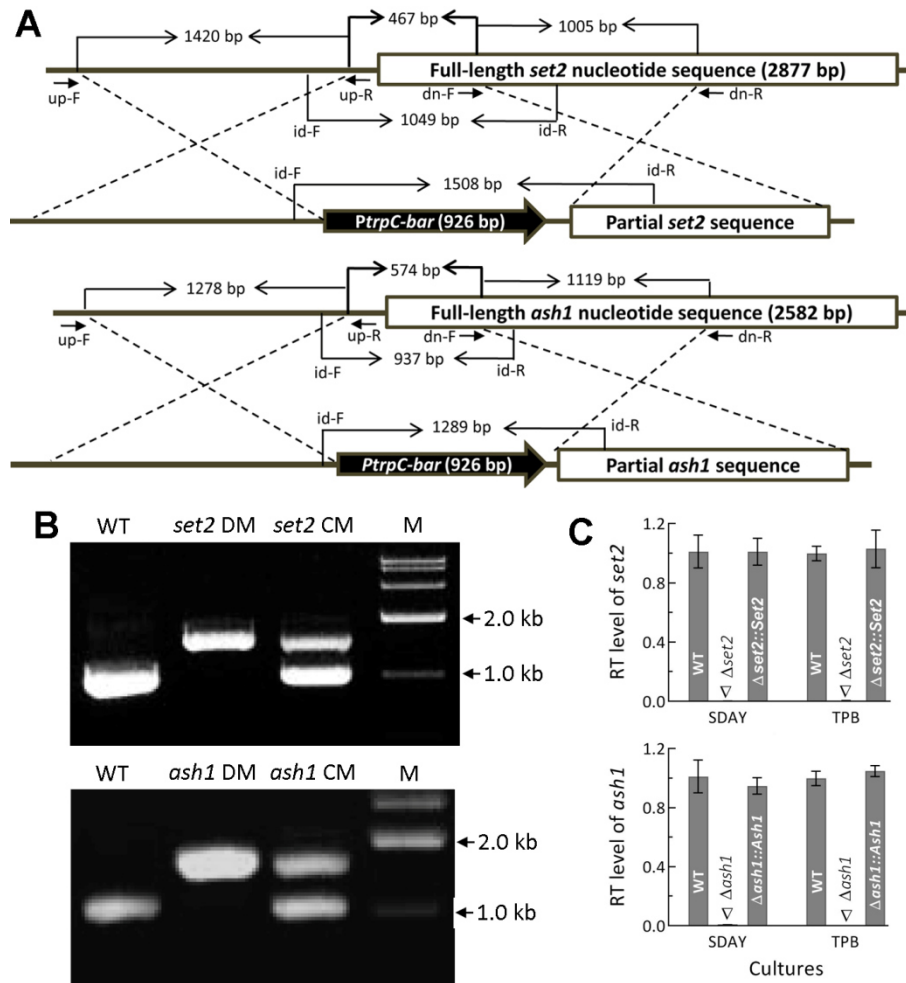 A
467 bp
1420 bp
1005 bp
Full-length set2 nucleotide sequence (2877 bp)
up-F
up-R
dn-F
dn-R
id-F
1049 bp
id-R
id-F
1508 bp
id-R
PtrpC-bar (926 bp)
Partial set2 sequence
574 bp
1278 bp
1119 bp
Full-length ash1 nucleotide sequence (2582 bp)
up-F
up-R
dn-F
dn-R
id-F
937 bp
id-R
id-F
1289 bp
id-R
PtrpC-bar (926 bp)
Partial ash1 sequence
B
WT set2 DM set2 CM M
2.0 kb
1.0 kb
WT ash1 DM ash1 CM M
2.0 kb
1.0 kb
C
RT level of set2
1.2
0.8
0.4
0.0
WT
Δset2
Δset2::Set2
WT
Δset2
Δset2::Set2
SDAY TPB
RT level of ash1
1.2
0.8
0.4
0.0
WT
Δash1
Δash1::Ash1
WT
Δash1
Δash1::Ash1
SDAY TPB
Cultures